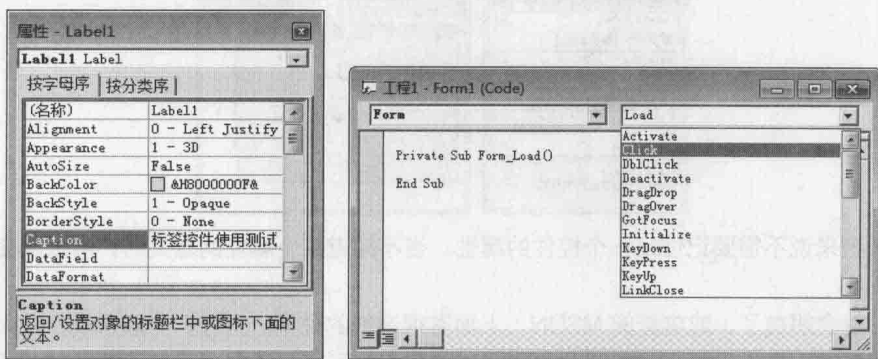 属性 - Label1
Label1 Label
按字母序 按分类序
(名称) Label1
Alignment 0 - Left Justify
Appearance 1 - 3D
AutoSize False
BackColor &H8000000F&
BackStyle 1 - Opaque
BorderStyle 0 - None
Caption 标签控件使用测试
DataField
DataFormat
Caption
返回/设置对象的标题栏中或图标下面的
文本。
工程1 - Form1 (Code)
Form Load
Private Sub Form_Load()
End Sub
Activate
Click
DblClick
Deactivate
DragDrop
DragOver
GotFocus
Initialize
KeyDown
KeyPress
KeyUp
LinkClose